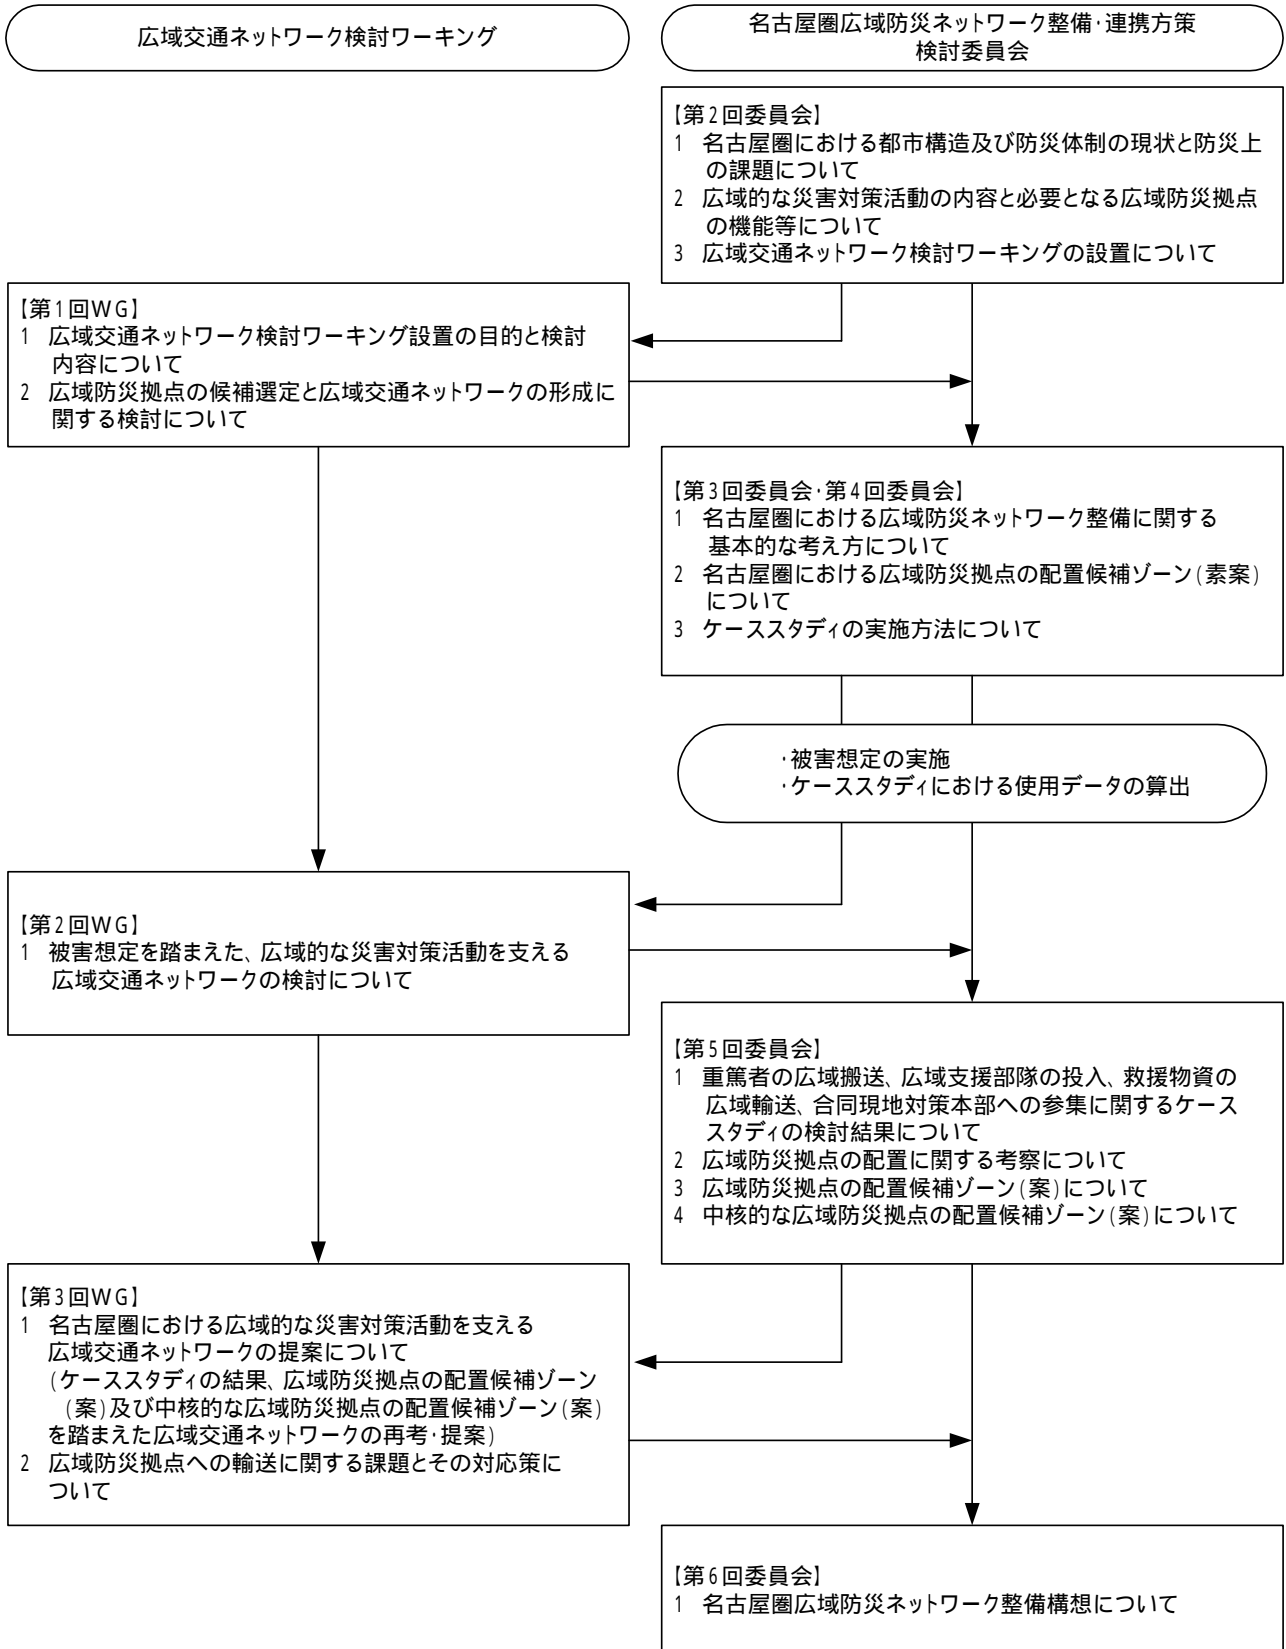 広域交通ネットワーク検討ワーキング
名古屋圏広域防災ネットワーク整備・連携方策
検討委員会
【第2回委員会】
1 名古屋圏における都市構造及び防災体制の現状と防災上
の課題について
2 広域的な災害対策活動の内容と必要となる広域防災拠点
の機能等について
3 広域交通ネットワーク検討ワーキングの設置について
【第1回WG】
1 広域交通ネットワーク検討ワーキング設置の目的と検討
内容について
2 広域防災拠点の候補選定と広域交通ネットワークの形成に
関する検討について
【第3回委員会・第4回委員会】
1 名古屋圏における広域防災ネットワーク整備に関する
基本的な考え方について
2 名古屋圏における広域防災拠点の配置候補ゾーン(素案)
について
3 ケーススタディの実施方法について
・被害想定の実施
・ケーススタディにおける使用データの算出
【第2回WG】
1 被害想定を踏まえた、広域的な災害対策活動を支える
広域交通ネットワークの検討について
【第5回委員会】
1 重篤者の広域搬送、広域支援部隊の投入、救援物資の
広域輸送、合同現地対策本部への参集に関するケース
スタディの検討結果について
2 広域防災拠点の配置に関する考察について
3 広域防災拠点の配置候補ゾーン(案)について
4 中核的な広域防災拠点の配置候補ゾーン(案)について
【第3回WG】
1 名古屋圏における広域的な災害対策活動を支える
広域交通ネットワークの提案について
(ケーススタディの結果、広域防災拠点の配置候補ゾーン
(案)及び中核的な広域防災拠点の配置候補ゾーン(案)
を踏まえた広域交通ネットワークの再考・提案)
2 広域防災拠点への輸送に関する課題とその対応策に
ついて
【第6回委員会】
1 名古屋圏広域防災ネットワーク整備構想について